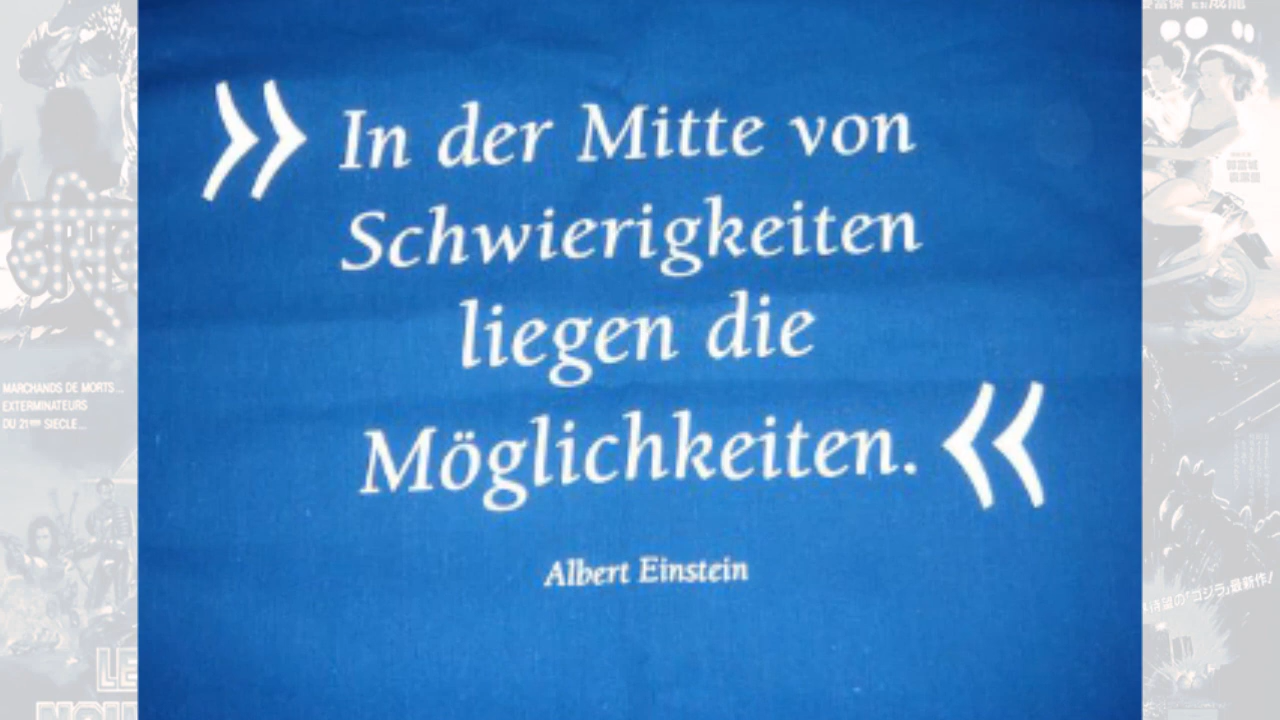 »In der Mitte von
Schwierigkeiten
liegen die
Möglichkeiten.«
Albert Einstein
MARCHANDS DE MORTS...
EXTERMINATEURS
DU 21ème SIECLE...